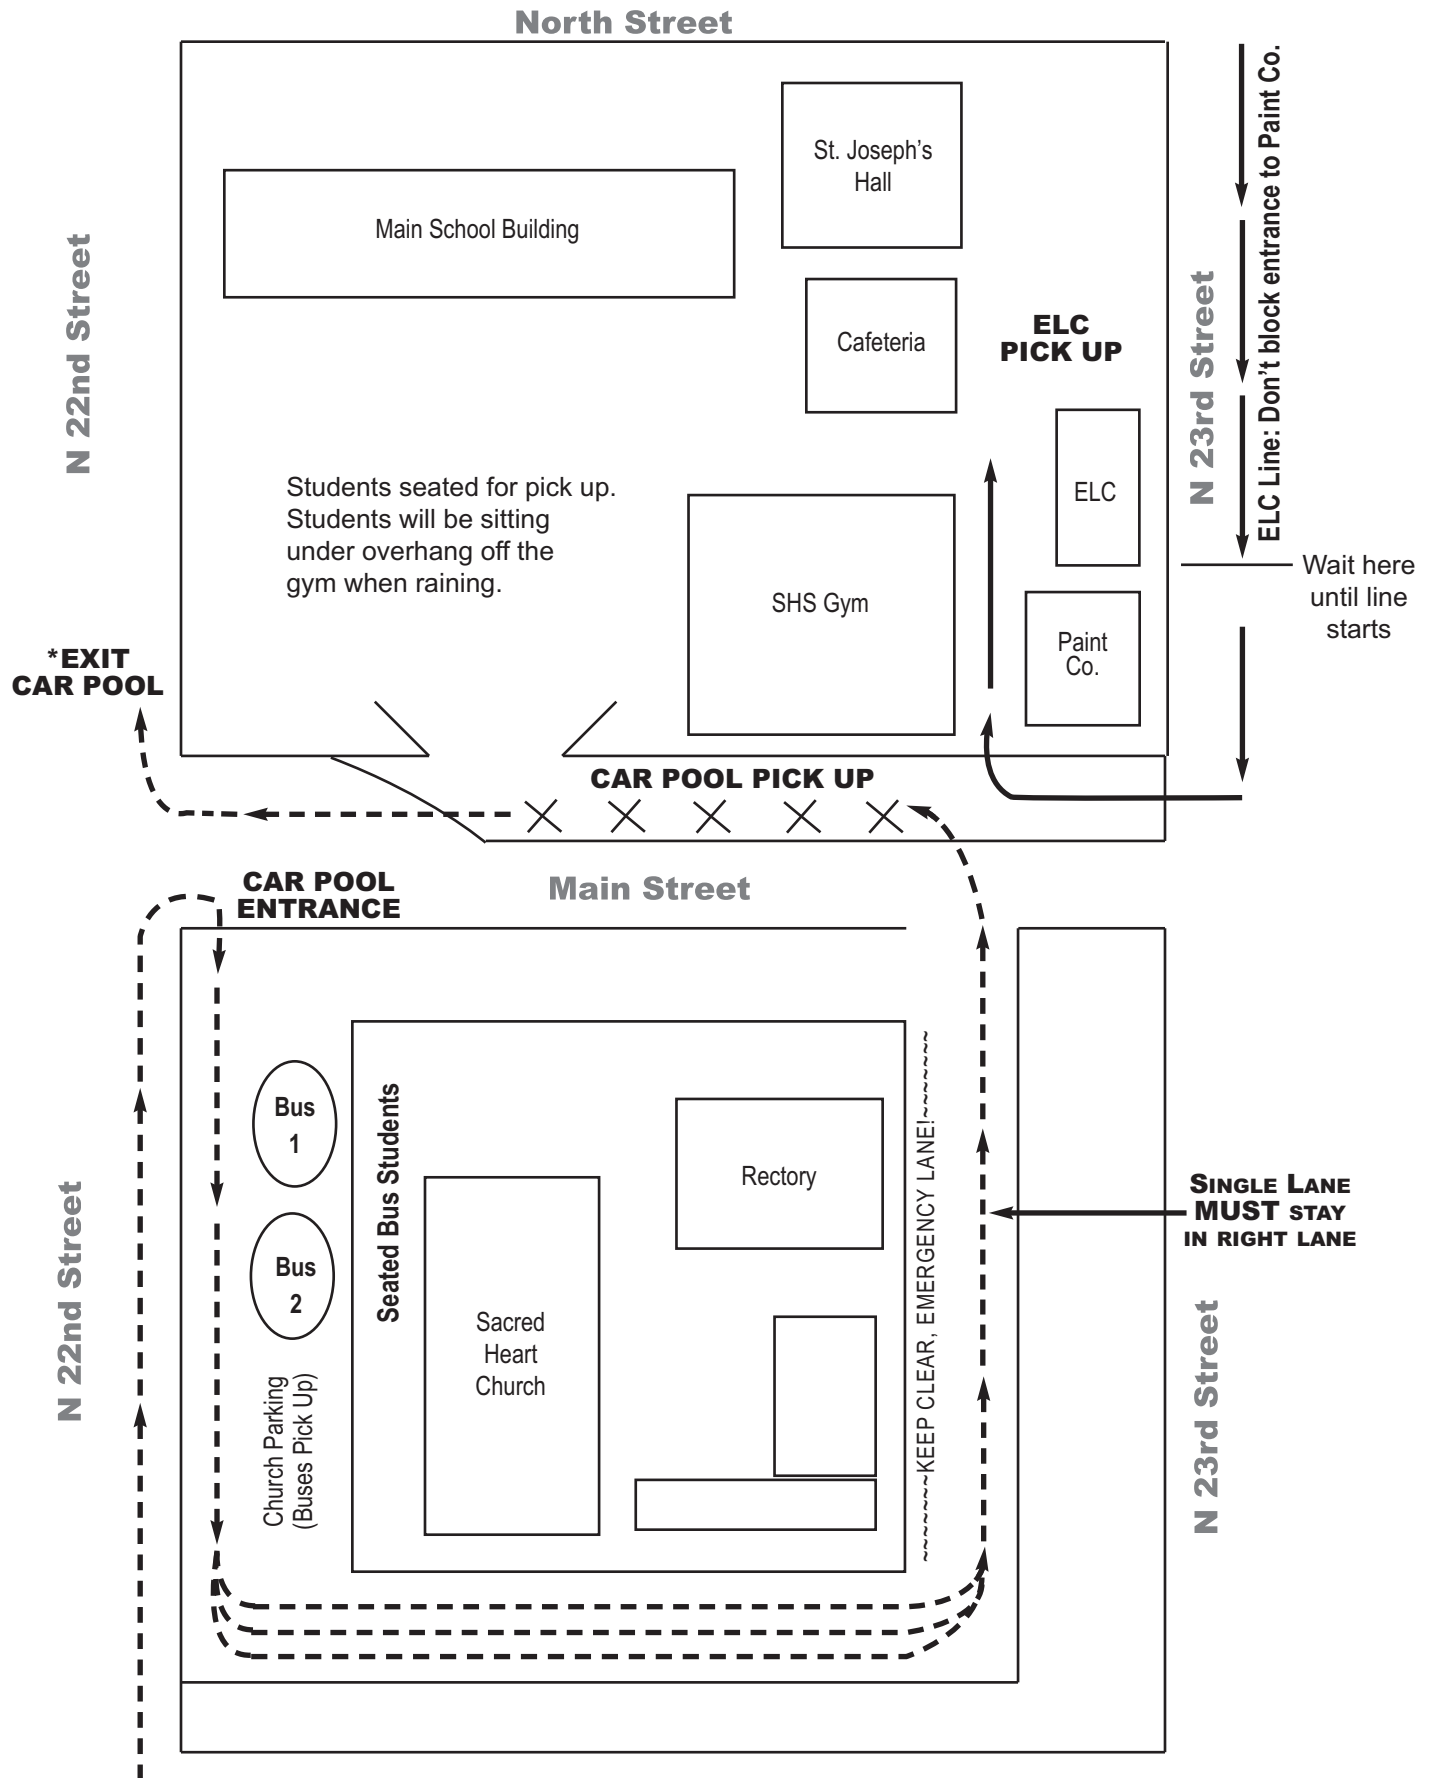 North Street
St. Joseph's
Hall
Main School Building
Cafeteria
ELC
PICK UP
N 22nd Street
N 23rd Street
ELC Line: Don't block entrance to Paint Co.
Students seated for pick up.
Students will be sitting
under overhang off the
gym when raining.
ELC
SHS Gym
Paint
Co.
Wait here
until line
starts
*EXIT
CAR POOL
CAR POOL PICK UP
CAR POOL
ENTRANCE
Main Street
Bus
1
Bus
2
Seated Bus Students
Church Parking
(Buses Pick Up)
Rectory
Sacred
Heart
Church
~~~~~~~KEEP CLEAR, EMERGENCY LANE!~~~~~~~
SINGLE LANE
MUST STAY
IN RIGHT LANE
N 22nd Street
N 23rd Street